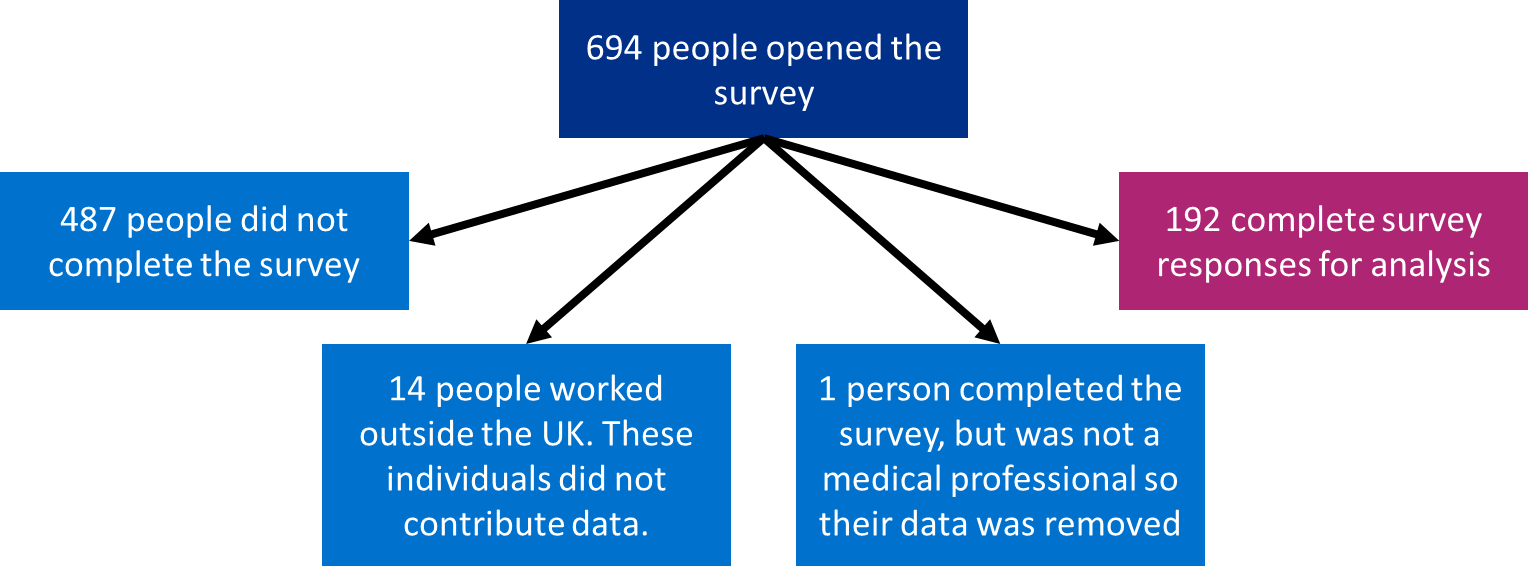 694 people opened the
survey
487 people did not
complete the survey
192 complete survey
responses for analysis
14 people worked
outside the UK. These
individuals did not
contribute data.
1 person completed the
survey, but was not a
medical professional so
their data was removed